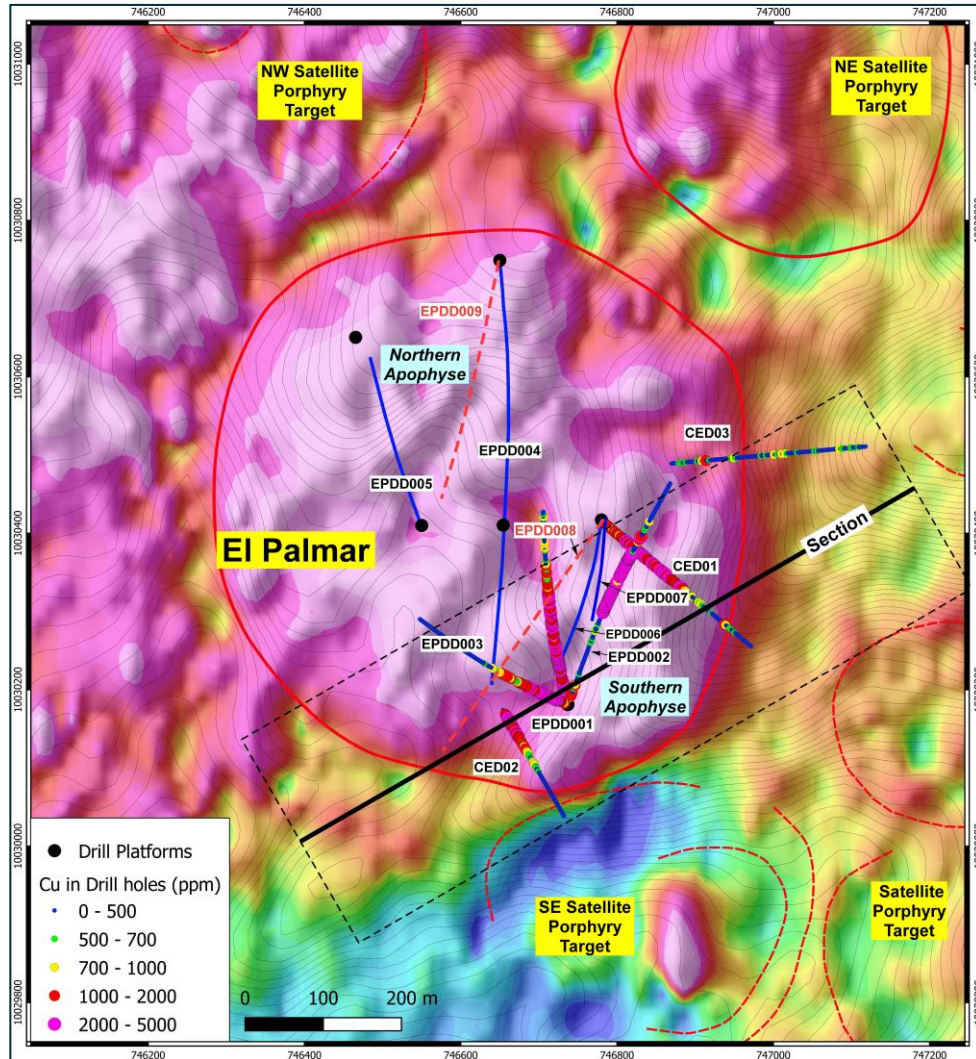 746200
746400
746600
746800
747000
747200
10031000
NW Satellite
Porphyry
Target
NE Satellite
Porphyry
Target
10030800
EPDD009
Northern
Apophyse
10030600
CED03
EPDD004
EPDD005
Section
El Palmar
EPDD008
10030400
CED01
EPDD007
EPDD003
EPDD006
EPDD002
10030200
Southern
Apophyse
EPDD001
CED02
10030000
Drill Platforms
Cu in Drill holes (ppm)
0 - 500
500 - 700
700 - 1000
1000 - 2000
2000 - 5000
SE Satellite
Porphyry
Target
Satellite
Porphyry
Target
10029800
0 100 200 m
746200
746400
746600
746800
747000
747200